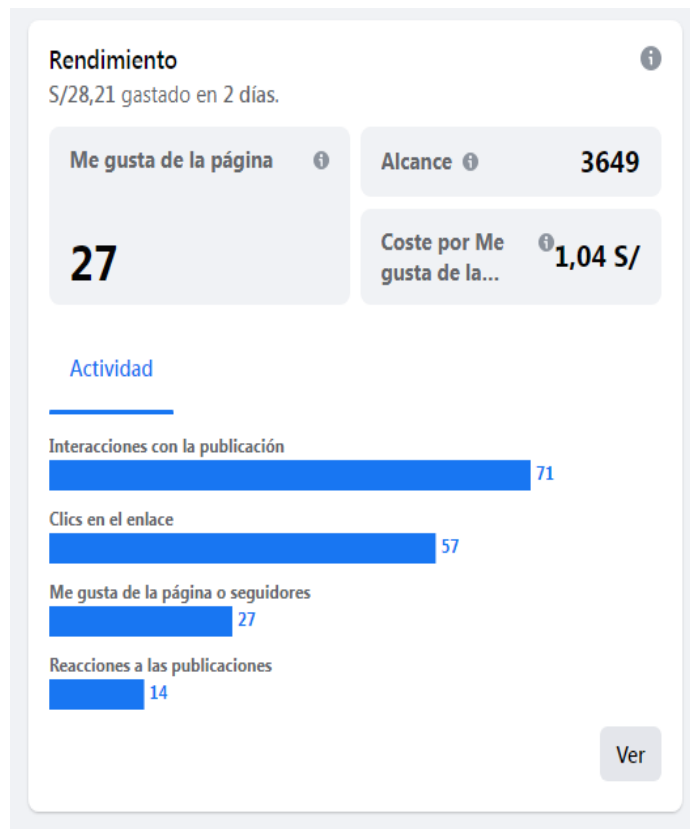 Rendimiento
S/28,21 gastado en 2 días.
Me gusta de la página
27
Alcance
3649
Coste por Me
gusta de la...
1,04 S/
Actividad
Interacciones con la publicación
71
Clics en el enlace
57
Me gusta de la página o seguidores
27
Reacciones a las publicaciones
14
Ver